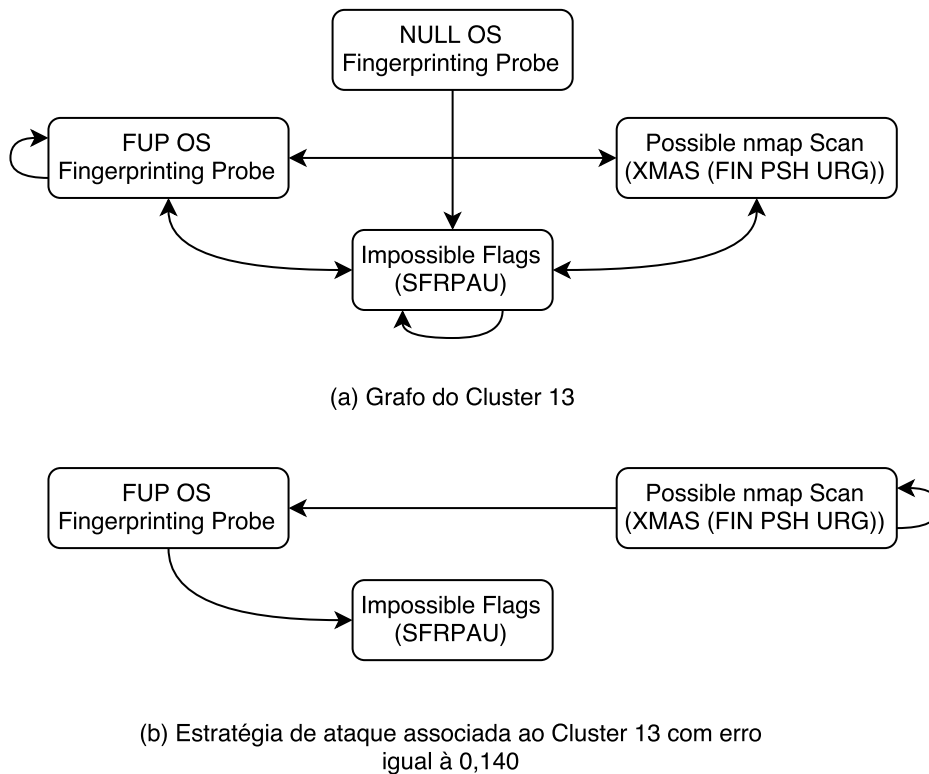 NULL OS
Fingerprinting Probe
FUP OS
Fingerprinting Probe
Possible nmap Scan
(XMAS (FIN PSH URG))
Impossible Flags
(SFRPAU)
(a) Grafo do Cluster 13
FUP OS
Fingerprinting Probe
Possible nmap Scan
(XMAS (FIN PSH URG))
Impossible Flags
(SFRPAU)
(b) Estratégia de ataque associada ao Cluster 13 com erro
igual à 0,140